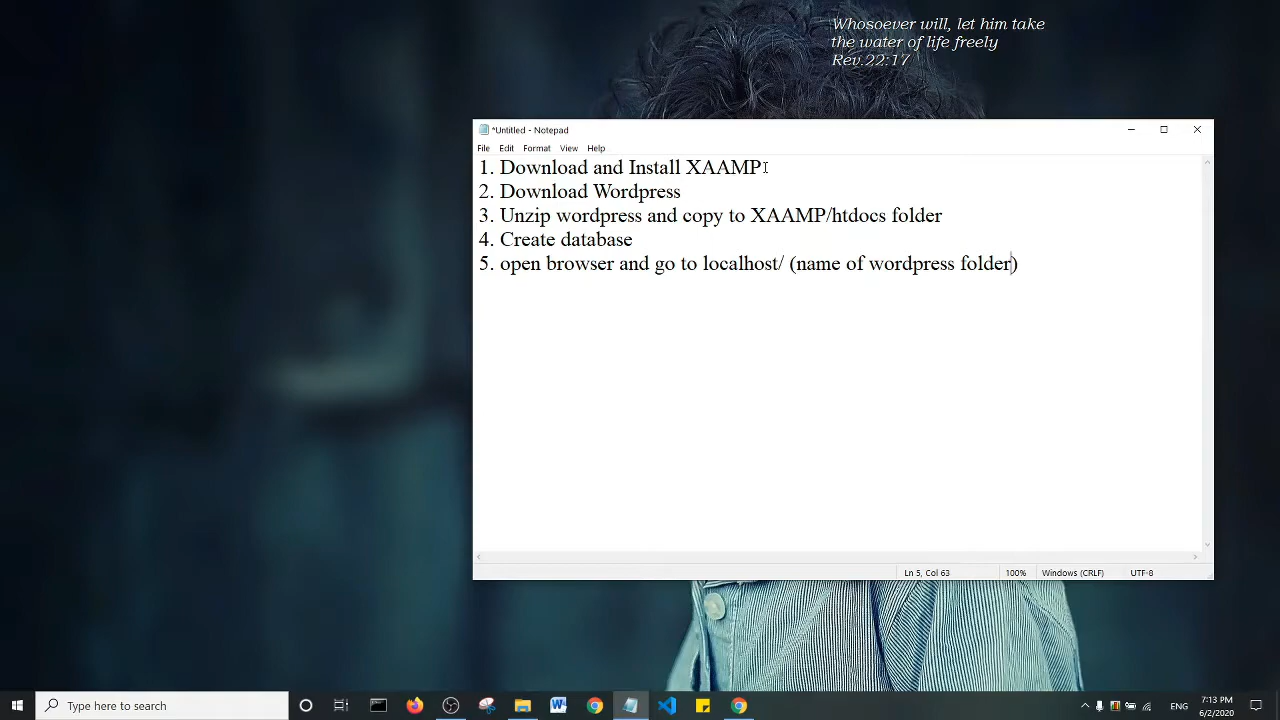 Whosoever will, let him take
the water of life freely
Rev.22:17
*Untitled - Notepad
File Edit Format View Help
1. Download and Install XAAMP
2. Download Wordpress
3. Unzip wordpress and copy to XAAMP/htdocs folder
4. Create database
5. open browser and go to localhost/ (name of wordpress folder)
Ln 5, Col 63 100% Windows (CRLF) UTF-8
Type here to search
ENG
7:13 PM
6/2/2020